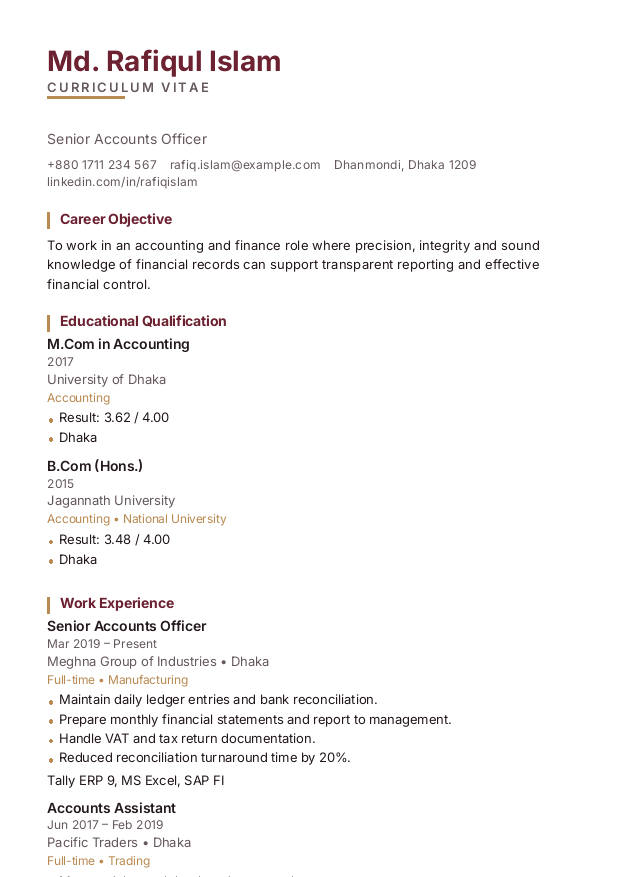 Md. Rafiqul Islam
CURRICULUM VITAE
Senior Accounts Officer
+880 1711 234 567 rafiq.islam@example.com Dhanmondi, Dhaka 1209
linkedin.com/in/rafiqislam
Career Objective
To work in an accounting and finance role where precision, integrity and sound
knowledge of financial records can support transparent reporting and effective
financial control.
Educational Qualification
M.Com in Accounting
2017
University of Dhaka
Accounting
• Result: 3.62 / 4.00
• Dhaka
B.Com (Hons.)
2015
Jagannath University
Accounting • National University
• Result: 3.48 / 4.00
• Dhaka
Work Experience
Senior Accounts Officer
Mar 2019 – Present
Meghna Group of Industries • Dhaka
Full-time • Manufacturing
• Maintain daily ledger entries and bank reconciliation.
• Prepare monthly financial statements and report to management.
• Handle VAT and tax return documentation.
• Reduced reconciliation turnaround time by 20%.
Tally ERP 9, MS Excel, SAP FI
Accounts Assistant
Jun 2017 – Feb 2019
Pacific Traders • Dhaka
Full-time • Trading